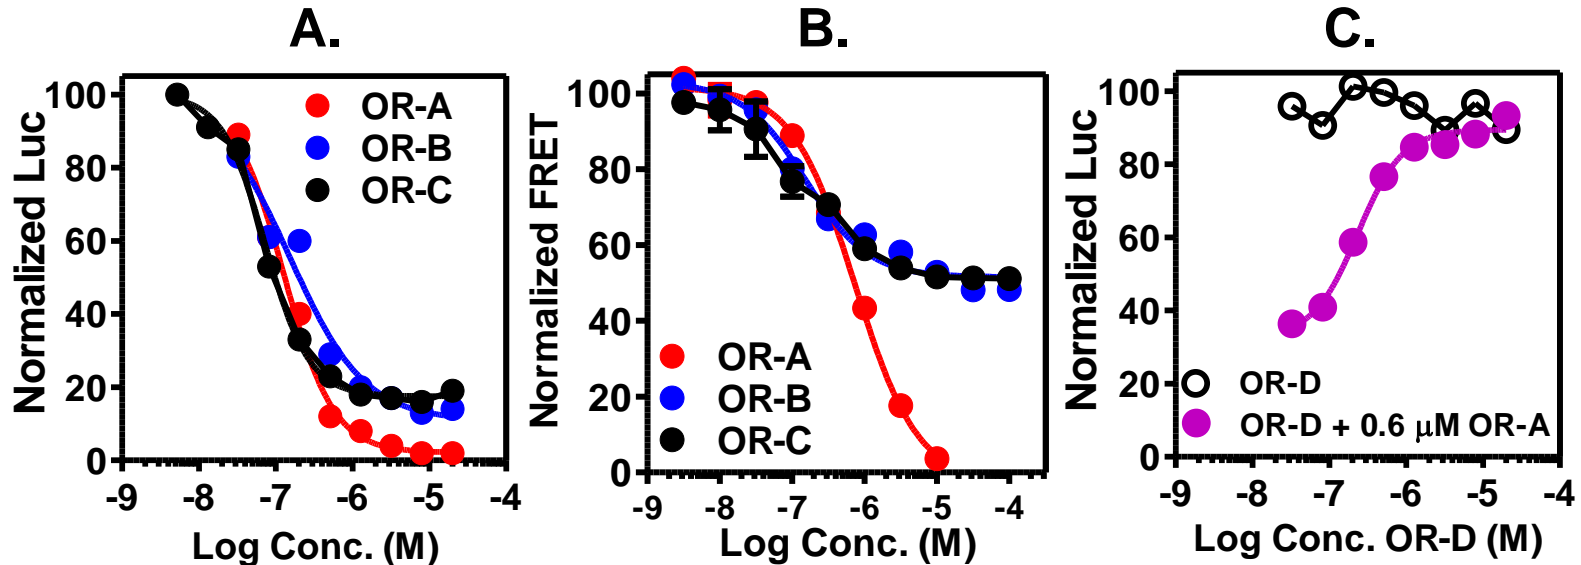 A.
Normalized Luc
100
80
60
40
20
0
-9
-8
-7
-6
-5
-4
Log Conc. (M)
OR-A
OR-B
OR-C
B.
Normalized FRET
100
80
60
40
20
0
-9
-8
-7
-6
-5
-4
Log Conc. (M)
OR-A
OR-B
OR-C
C.
Normalized Luc
100
80
60
40
20
0
-9
-8
-7
-6
-5
-4
Log Conc. OR-D (M)
OR-D
OR-D + 0.6 μM OR-A